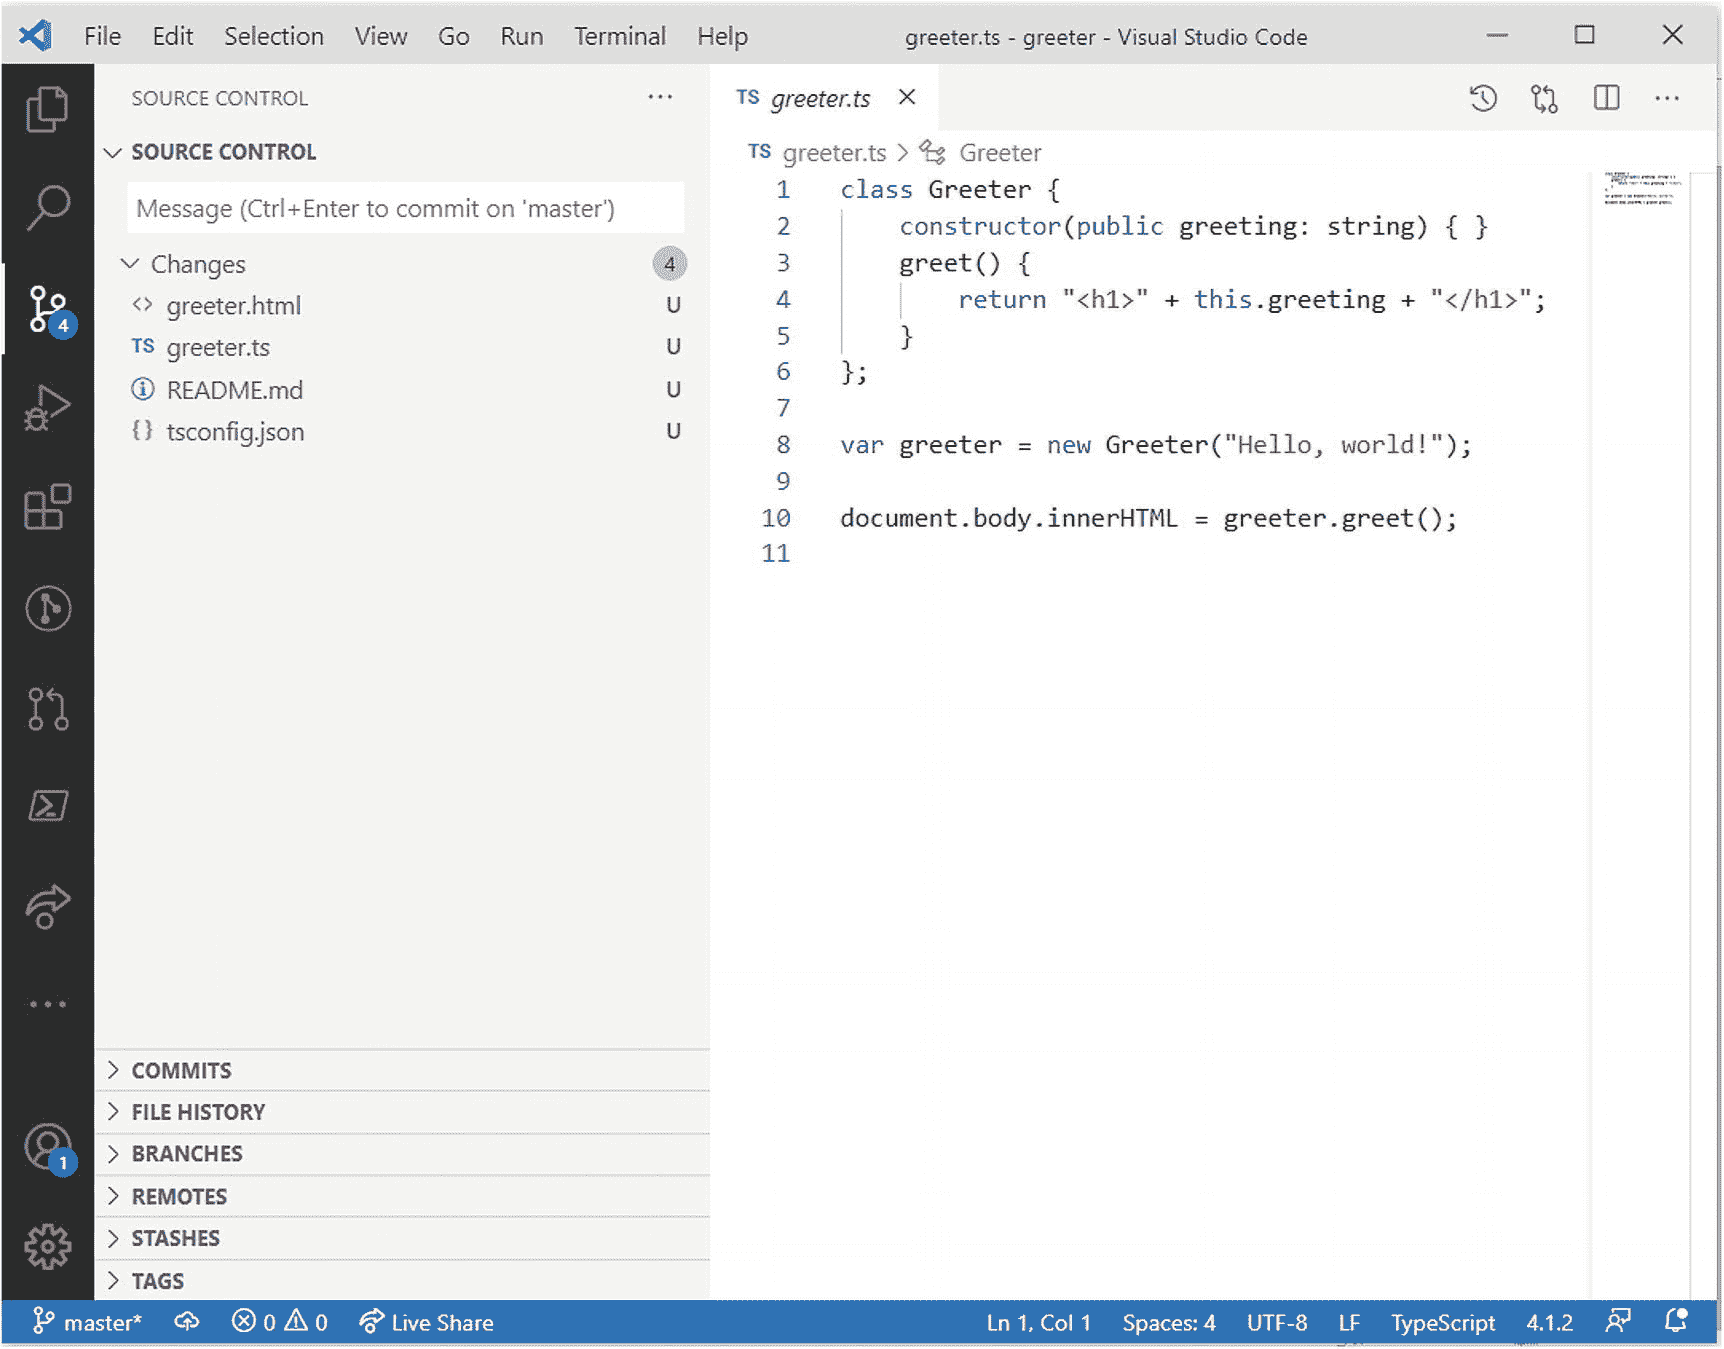 File Edit Selection View Go Run Terminal Help
greeter.ts - greeter - Visual Studio Code
SOURCE CONTROL
SOURCE CONTROL
Message (Ctrl+Enter to commit on 'master')
Changes 4
<> greeter.html U
TS greeter.ts U
README.md U
{} tsconfig.json U
4
1
COMMITS
FILE HISTORY
BRANCHES
REMOTES
STASHES
TAGS
TS greeter.ts
TS greeter.ts > Greeter
1 class Greeter {
2 constructor(public greeting: string) { }
3 greet() {
4 return "<h1>" + this.greeting + "</h1>";
5 }
6 };
7
8 var greeter = new Greeter("Hello, world!");
9
10 document.body.innerHTML = greeter.greet();
11
master* 0 0 Live Share Ln 1, Col 1 Spaces: 4 UTF-8 LF TypeScript 4.1.2